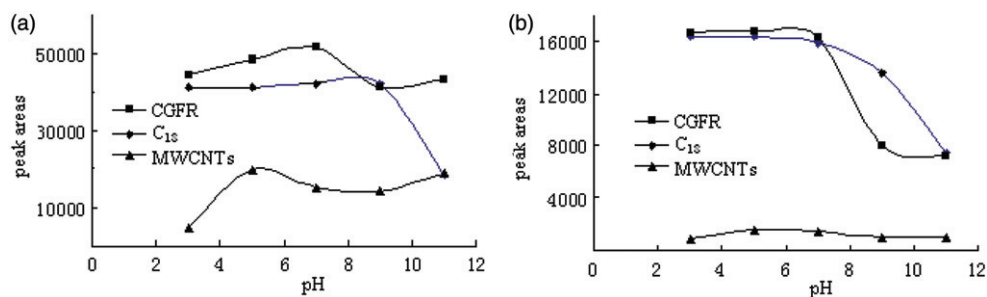 (a)
peak areas
50000
30000
10000
CGFR
C1s
MWCNTs
0 2 4 6 8 10 12
pH
(b)
peak areas
16000
12000
8000
4000
CGFR
C1s
MWCNTs
0 2 4 6 8 10 12
pH